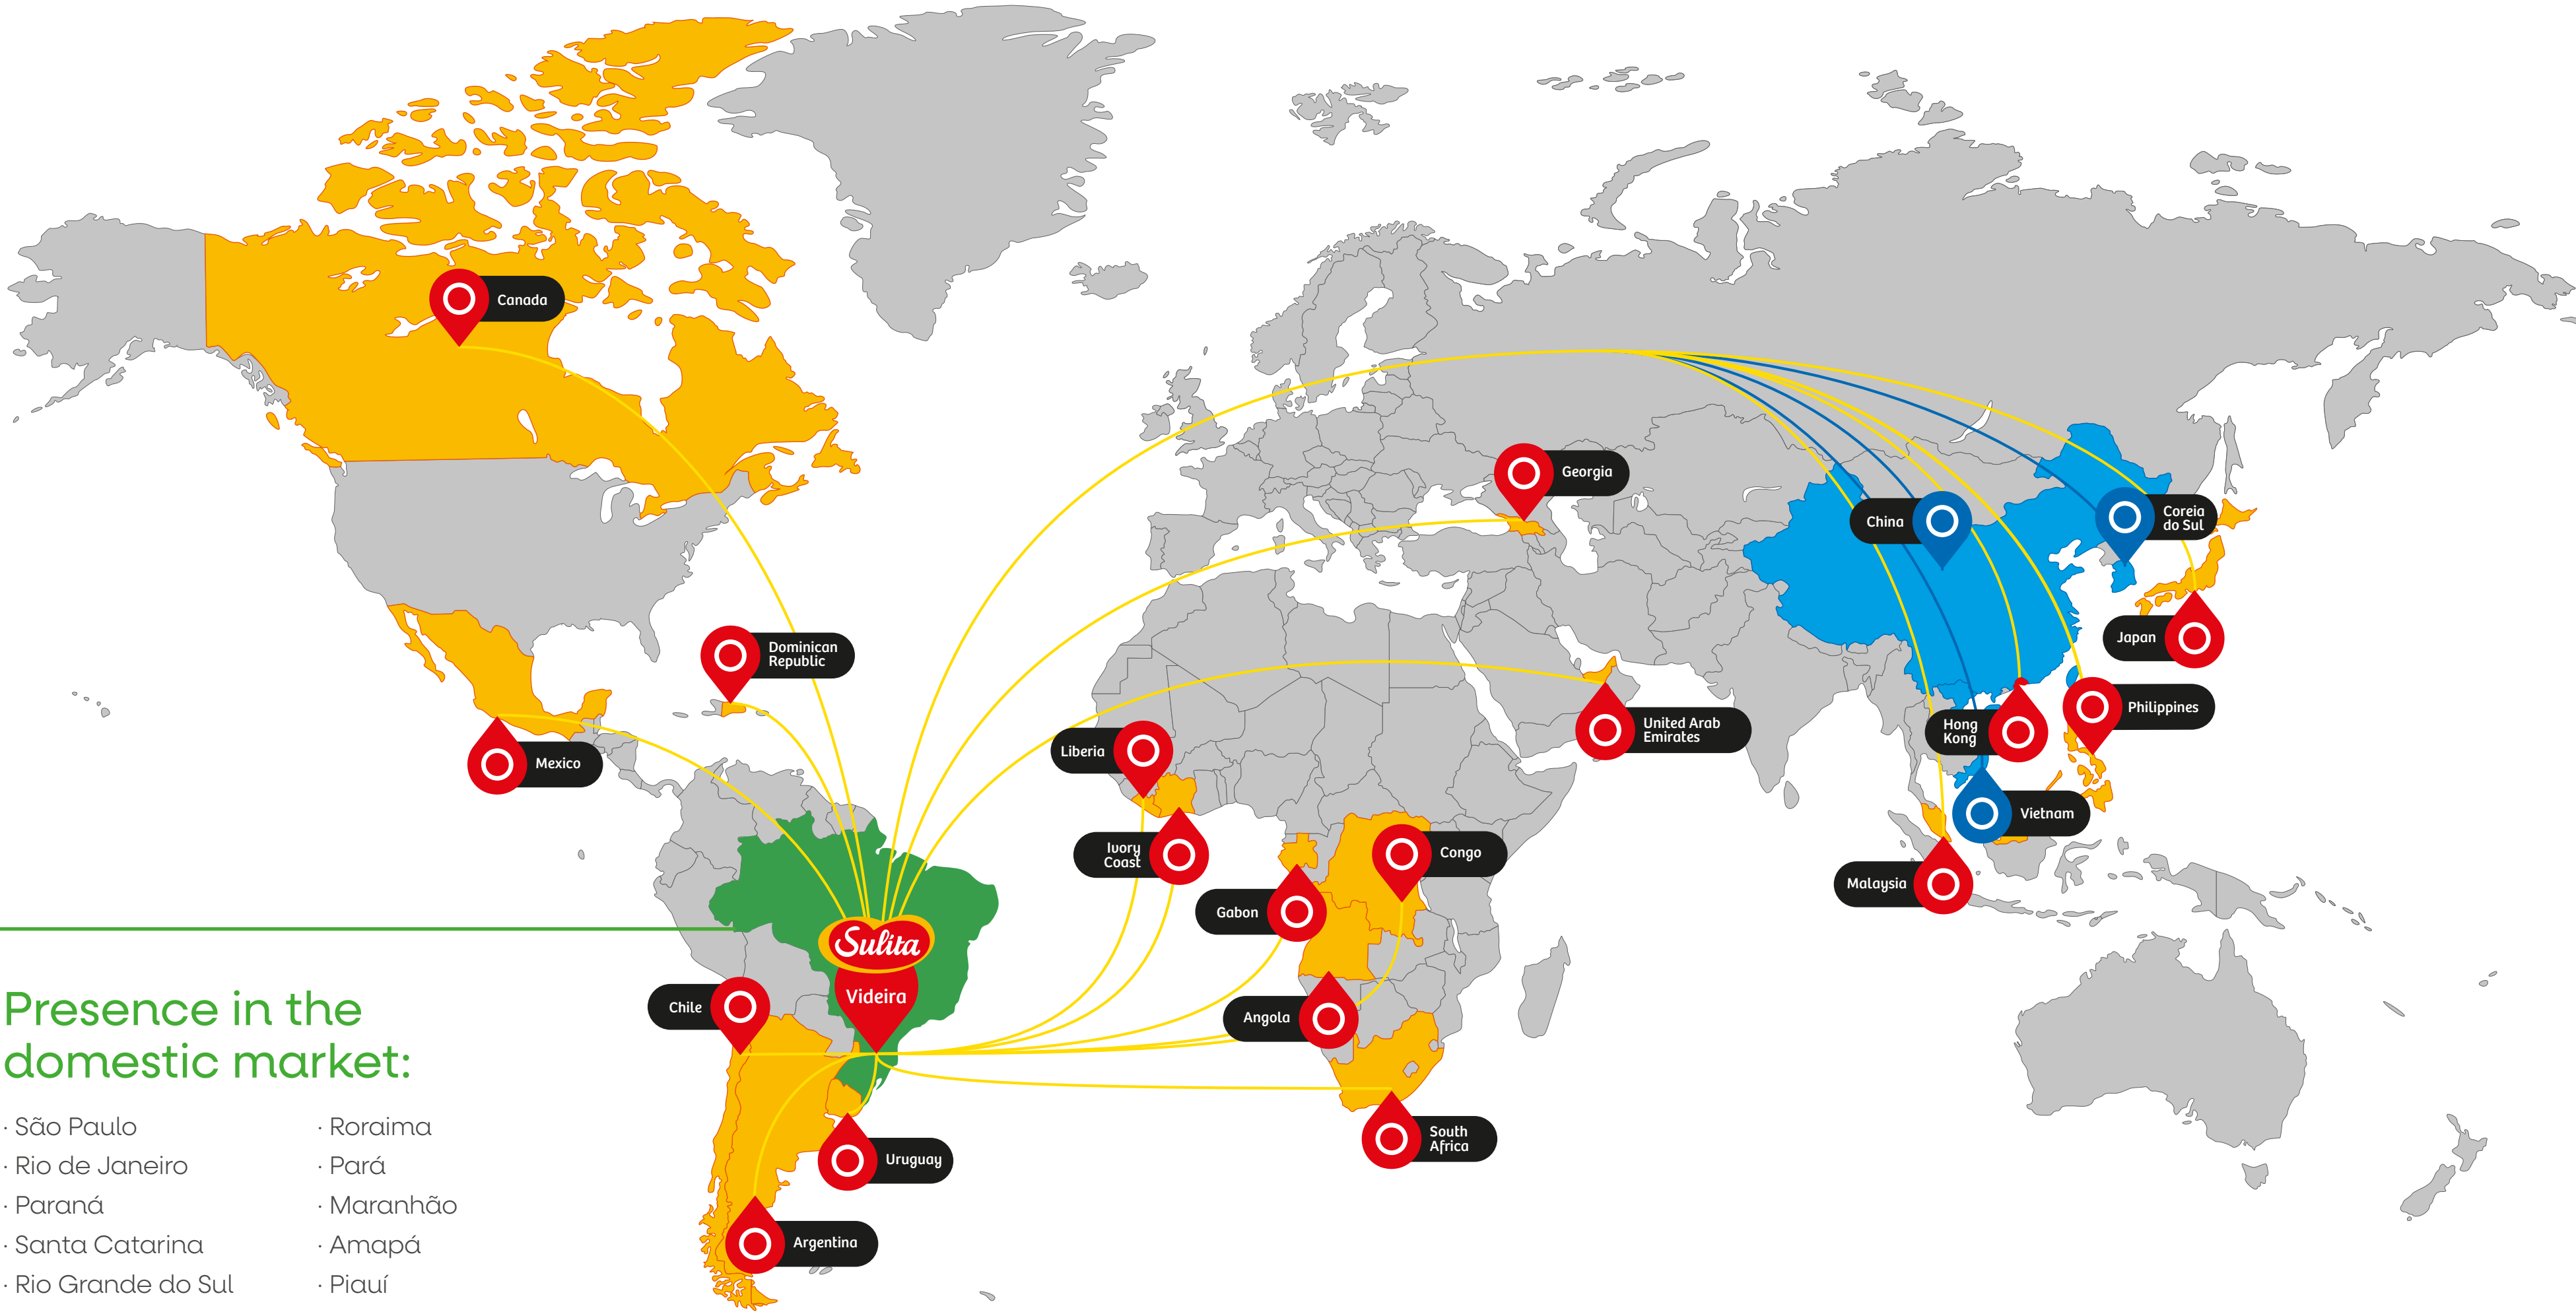 Canada
Georgia
China
Coreia
do Sul
Dominican
Republic
Japan
Mexico
Liberia
United Arab
Emirates
Hong
Kong
Philippines
Ivory
Coast
Congo
Vietnam
Gabon
Malaysia
Sulita
Videira
Chile
Angola
South
Africa
Uruguay
Argentina
Presence in the
domestic market:
· São Paulo
· Rio de Janeiro
· Paraná
· Santa Catarina
· Rio Grande do Sul
· Roraima
· Pará
· Maranhão
· Amapá
· Piauí